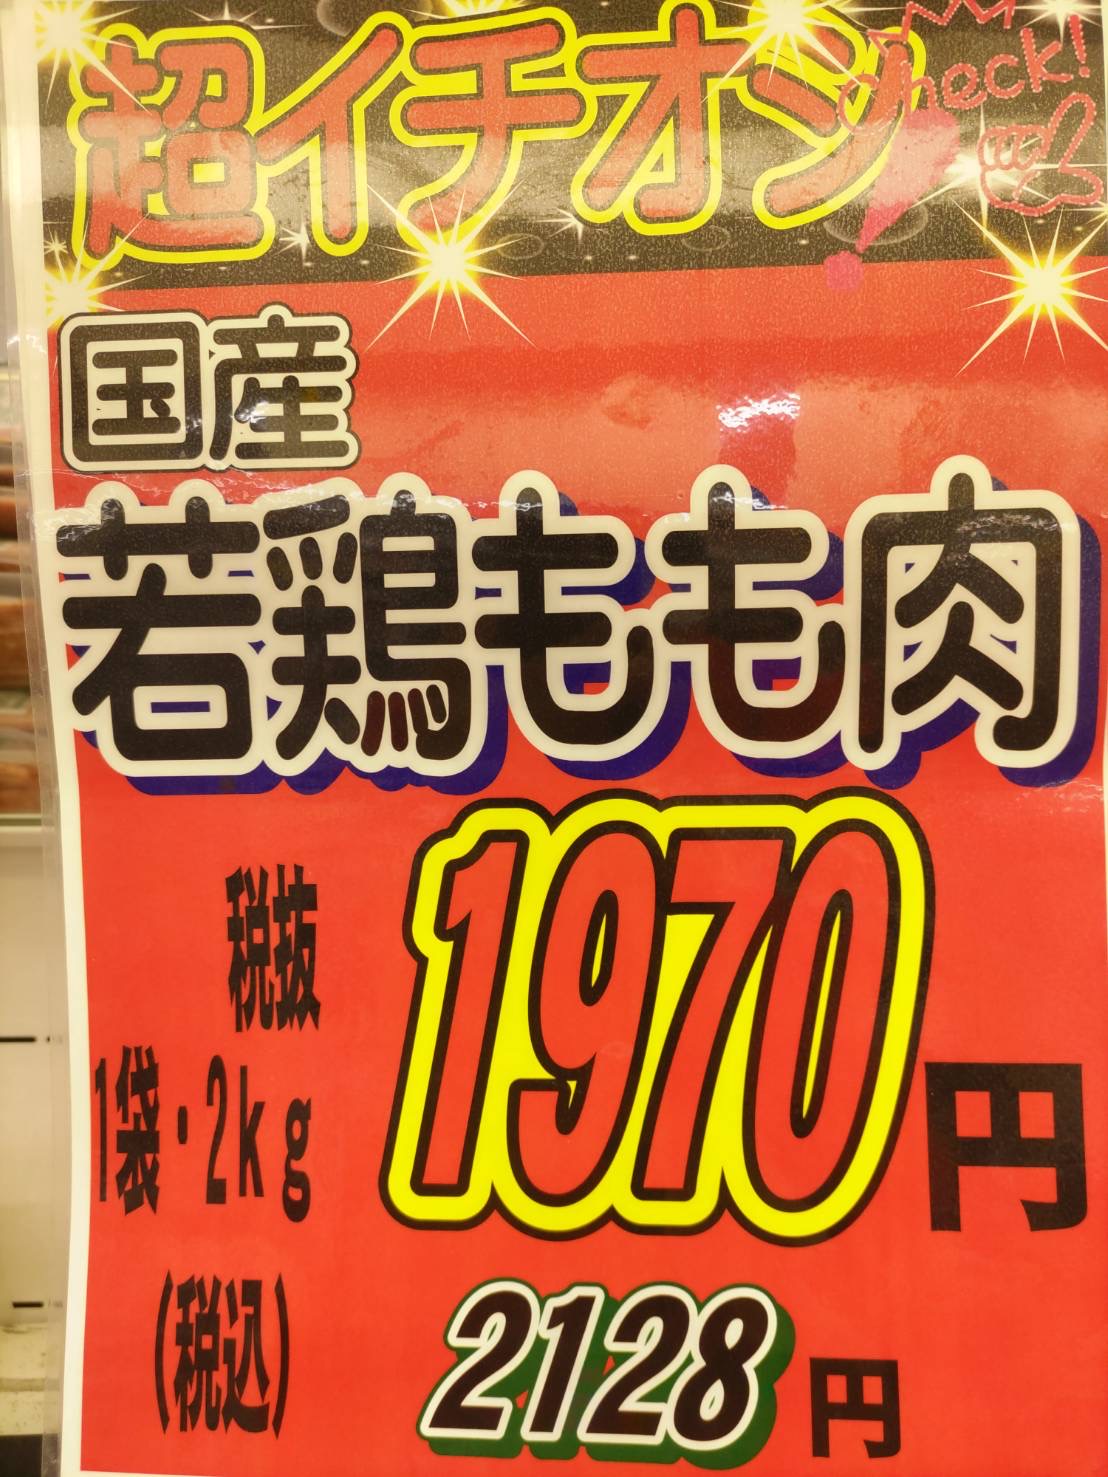 超イチオシ
check!
国産
若鶏もも肉
税抜
1袋・2kg
1970円
(税込)
2128円